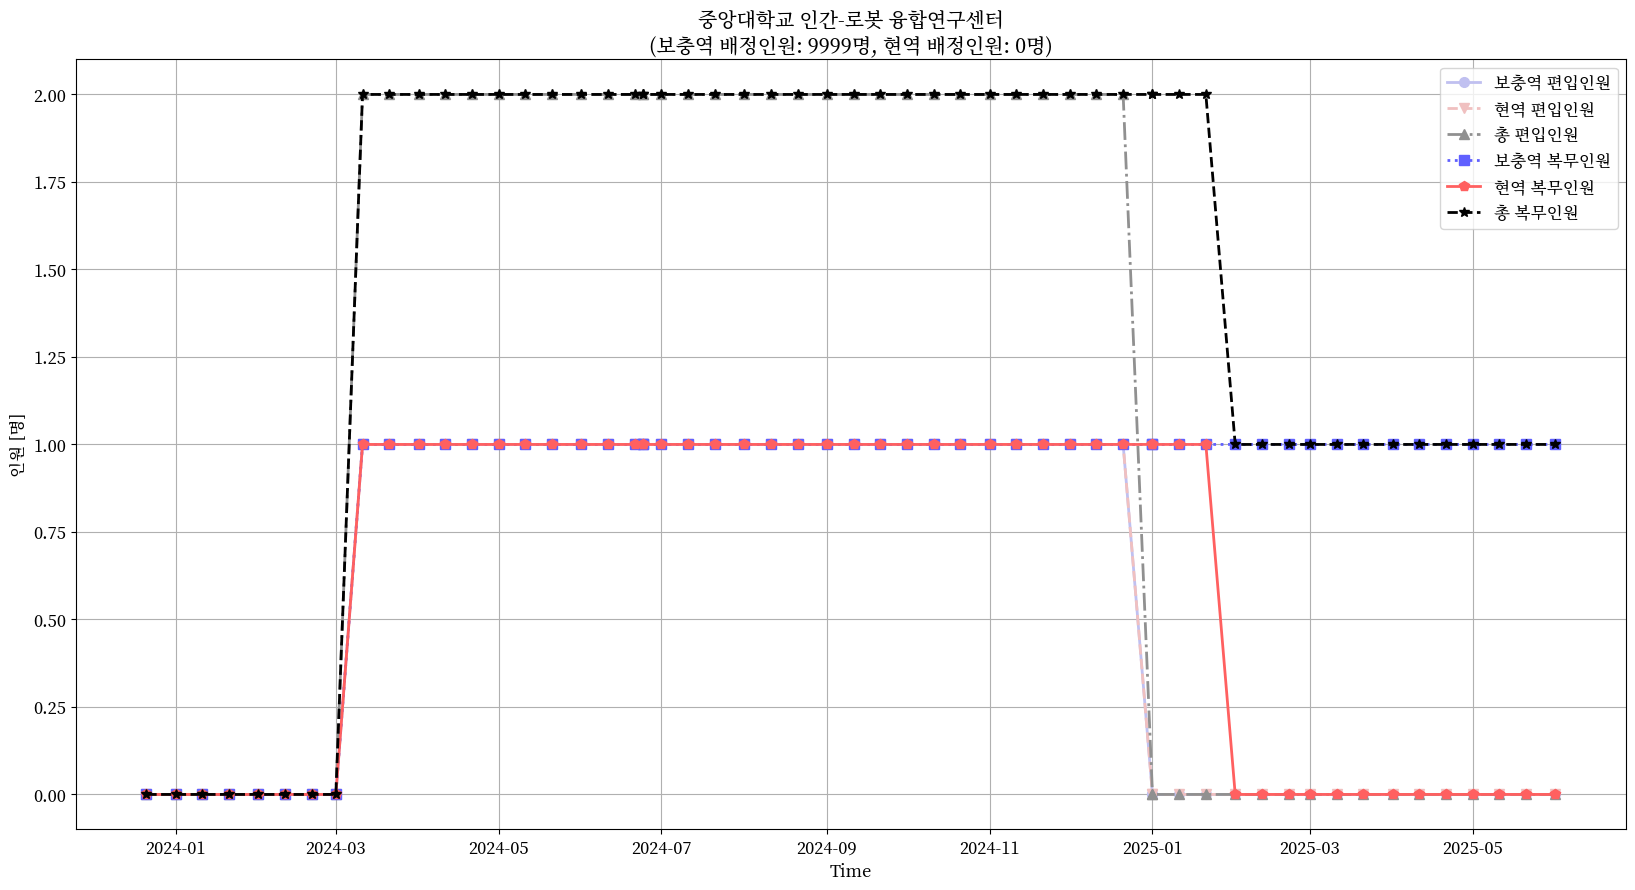 중앙대학교 인간-로봇 융합연구센터
(보충역 배정인원: 9999명, 현역 배정인원: 0명)
보충역 편입인원
현역 편입인원
총 편입인원
보충역 복무인원
현역 복무인원
총 복무인원
인원 [명]
2.00
1.75
1.50
1.25
1.00
0.75
0.50
0.25
0.00
2024-01 2024-03 2024-05 2024-07 2024-09 2024-11 2025-01 2025-03 2025-05
Time